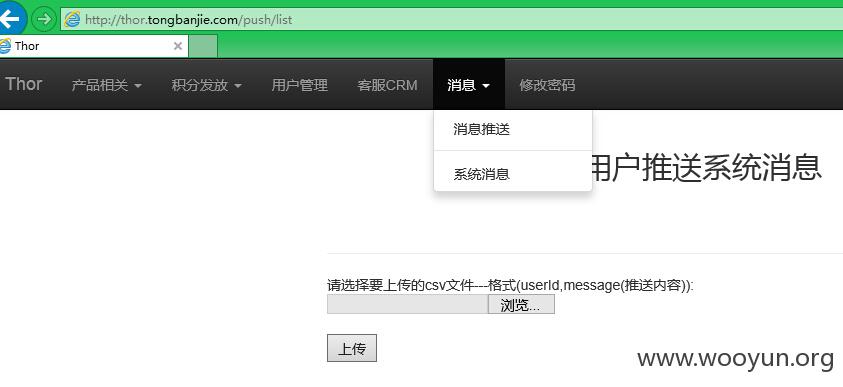 http://thor.tongbanjie.com/push/list
Thor
Thor 产品相关 积分发放 用户管理 客服CRM 消息 修改密码
消息推送
系统消息
用户推送系统消息
请选择要上传的csv文件---格式(userId,message(推送内容)):
浏览...
上传
www.wooyun.org